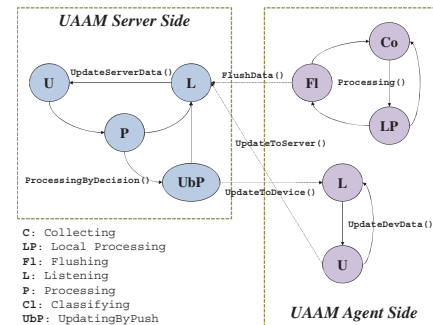 UAAM Server Side
U
UpdateServerData()
L
P
ProcessingByDecision()
UbP
FlushData()
Fl
Co
Processing()
LP
UpdateToServer()
UpdateToDevice()
L
UpdateDevData()
U
UAAM Agent Side
C: Collecting
LP: Local Processing
Fl: Flushing
L: Listening
P: Processing
Cl: Classifying
UbP: UpdatingByPush